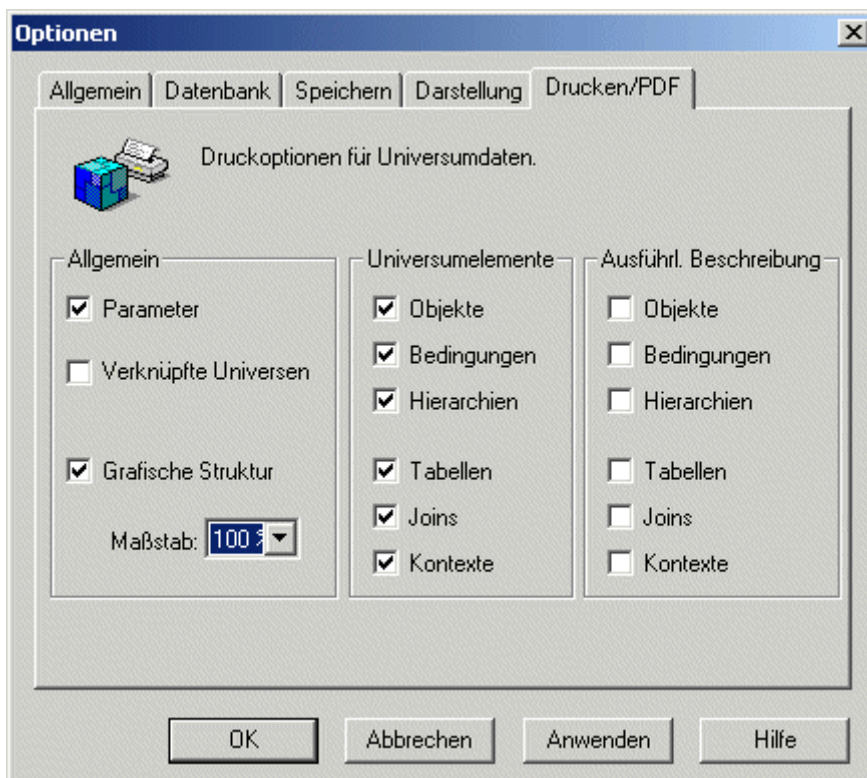 Optionen
Allgemein
Datenbank
Speichern
Darstellung
Drucken/PDF
Druckoptionen für Universumdaten.
Allgemein
Parameter
Verknüpfte Universen
Grafische Struktur
Maßstab: 100 %
Universumelemente
Objekte
Bedingungen
Hierarchien
Tabellen
Joins
Kontexte
Ausführl. Beschreibung
Objekte
Bedingungen
Hierarchien
Tabellen
Joins
Kontexte
OK
Abbrechen
Anwenden
Hilfe